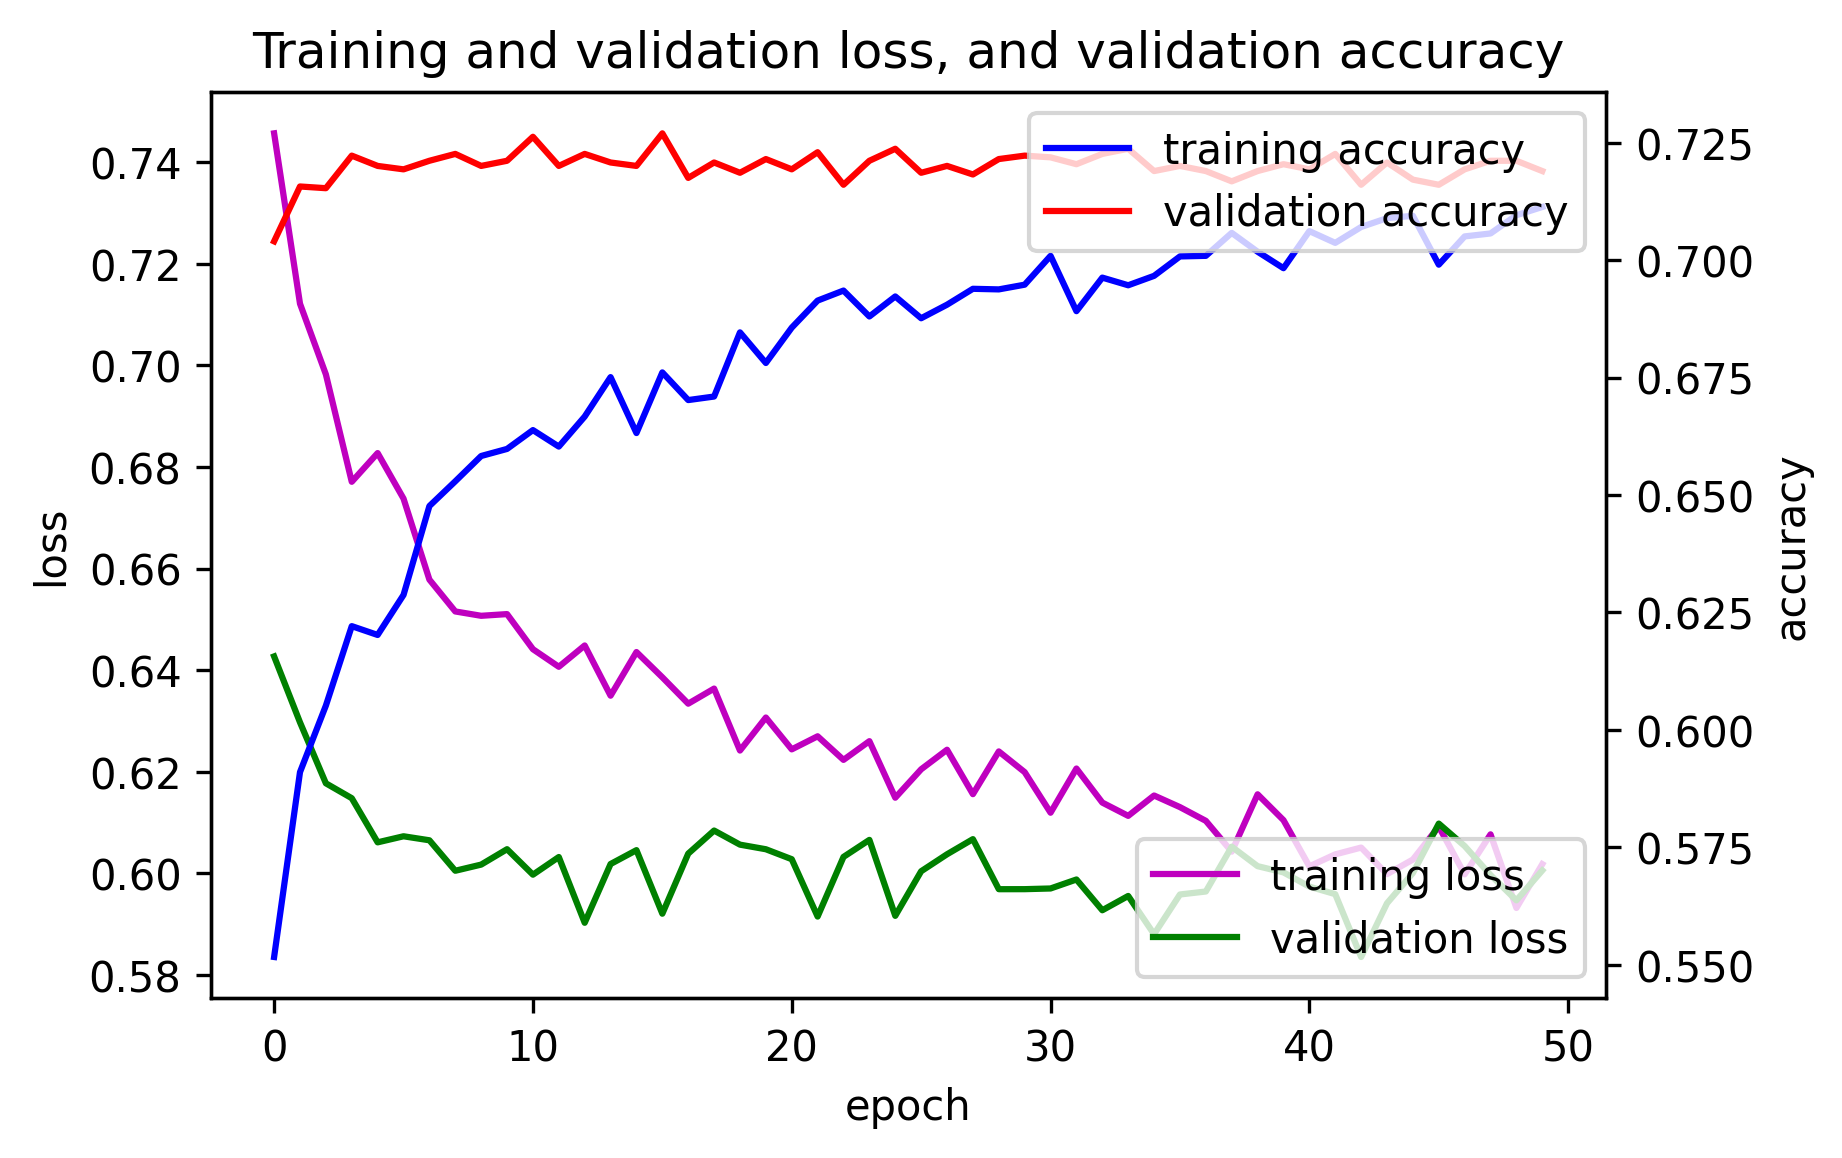 Training and validation loss, and validation accuracy
training accuracy
validation accuracy
training loss
validation loss
loss
0.74
0.72
0.70
0.68
0.66
0.64
0.62
0.60
0.58
0.725
0.700
0.675
0.650
0.625
0.600
0.575
0.550
accuracy
0 10 20 30 40 50
epoch